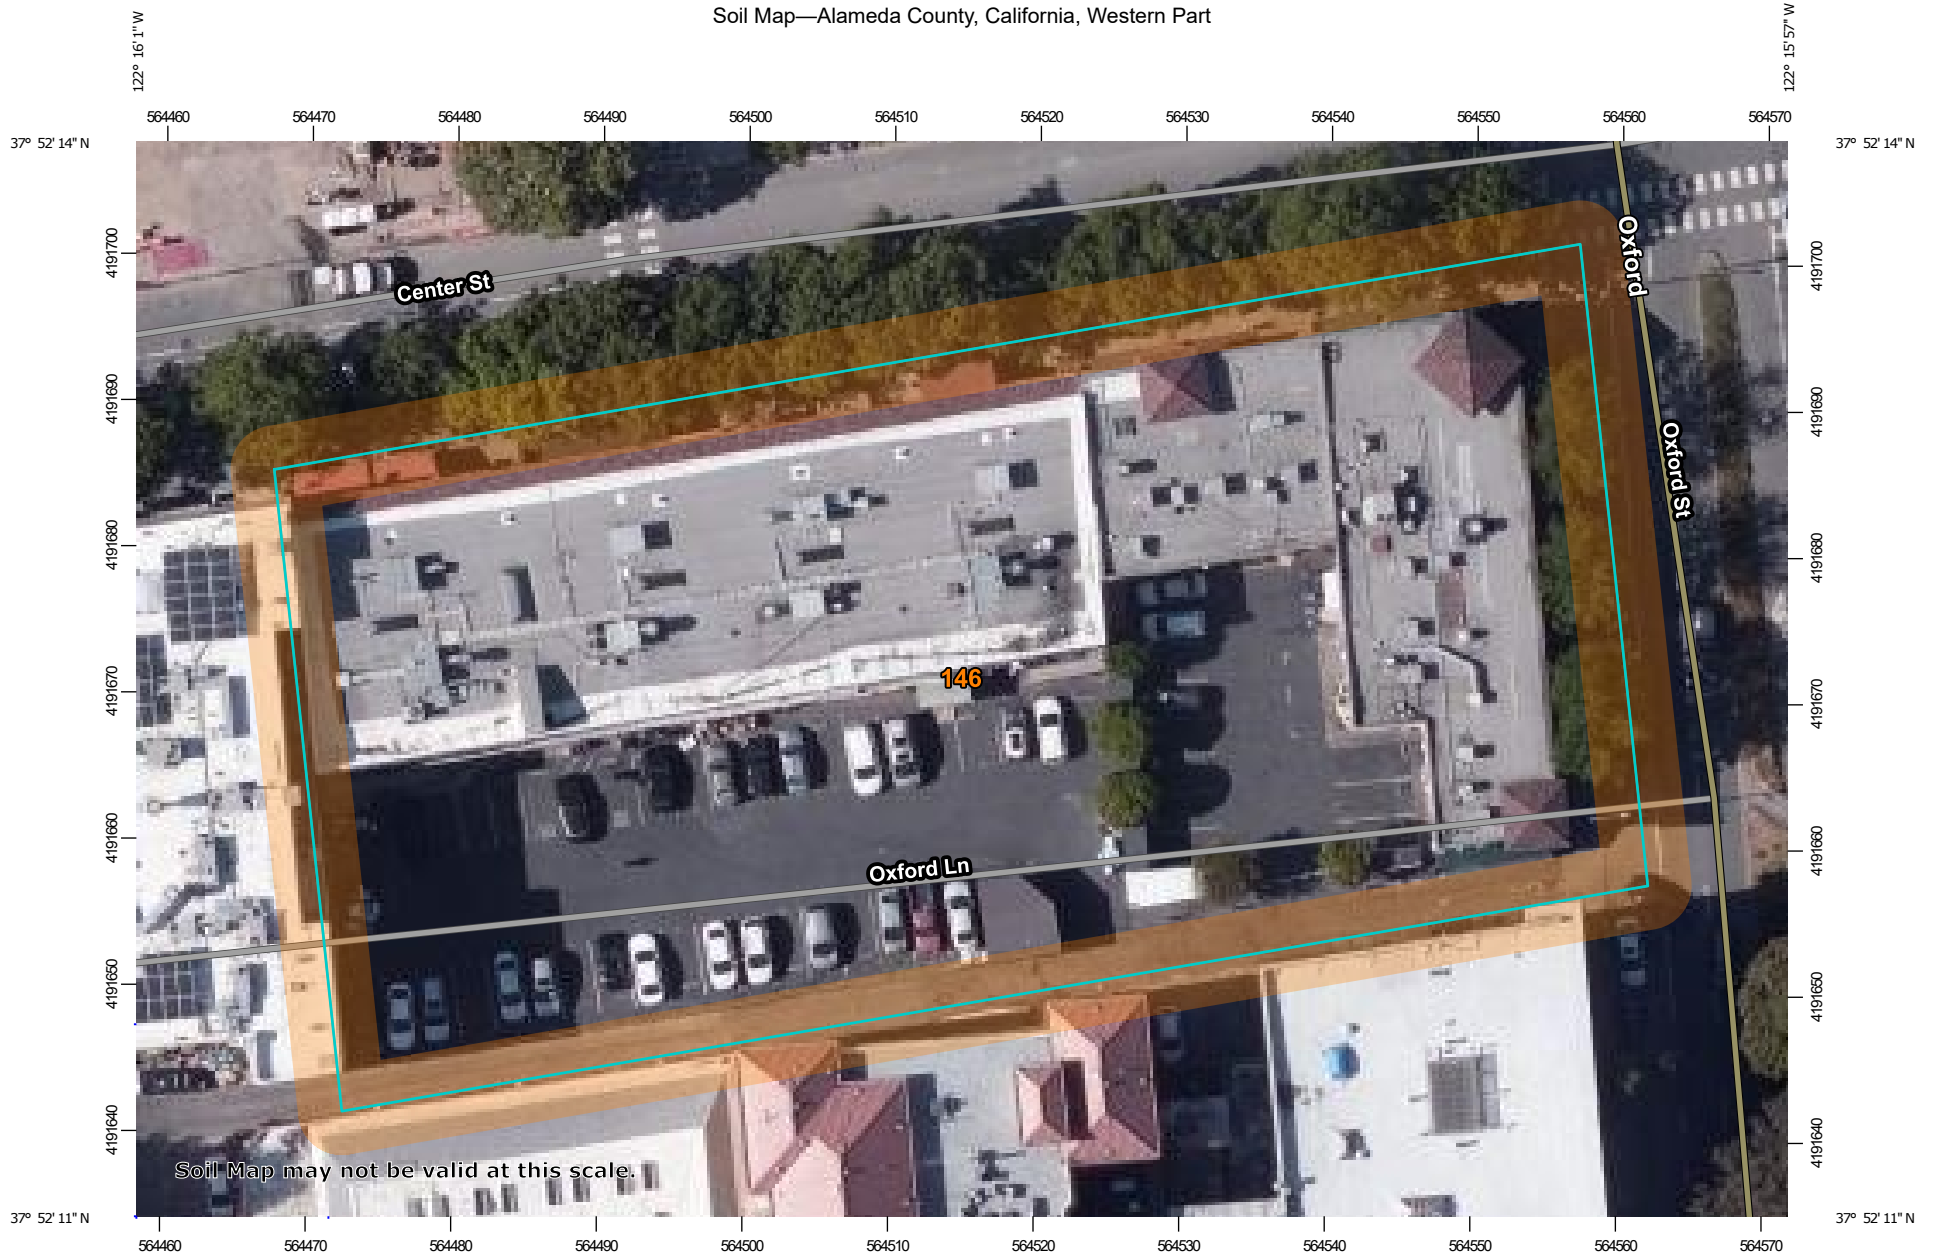 Soil Map—Alameda County, California, Western Part
122° 16' 1'' W
122° 15' 57'' W
564460 564470 564480 564490 564500 564510 564520 564530 564540 564550 564560 564570
37° 52' 14'' N
37° 52' 14'' N
4191700
4191700
Oxford
Center St
4191690
4191690
Oxford St
4191680
4191680
146
4191670
4191670
4191660
4191660
Oxford Ln
4191650
4191650
4191640
4191640
Soil Map may not be valid at this scale.
37° 52' 11'' N
37° 52' 11'' N
564460 564470 564480 564490 564500 564510 564520 564530 564540 564550 564560 564570